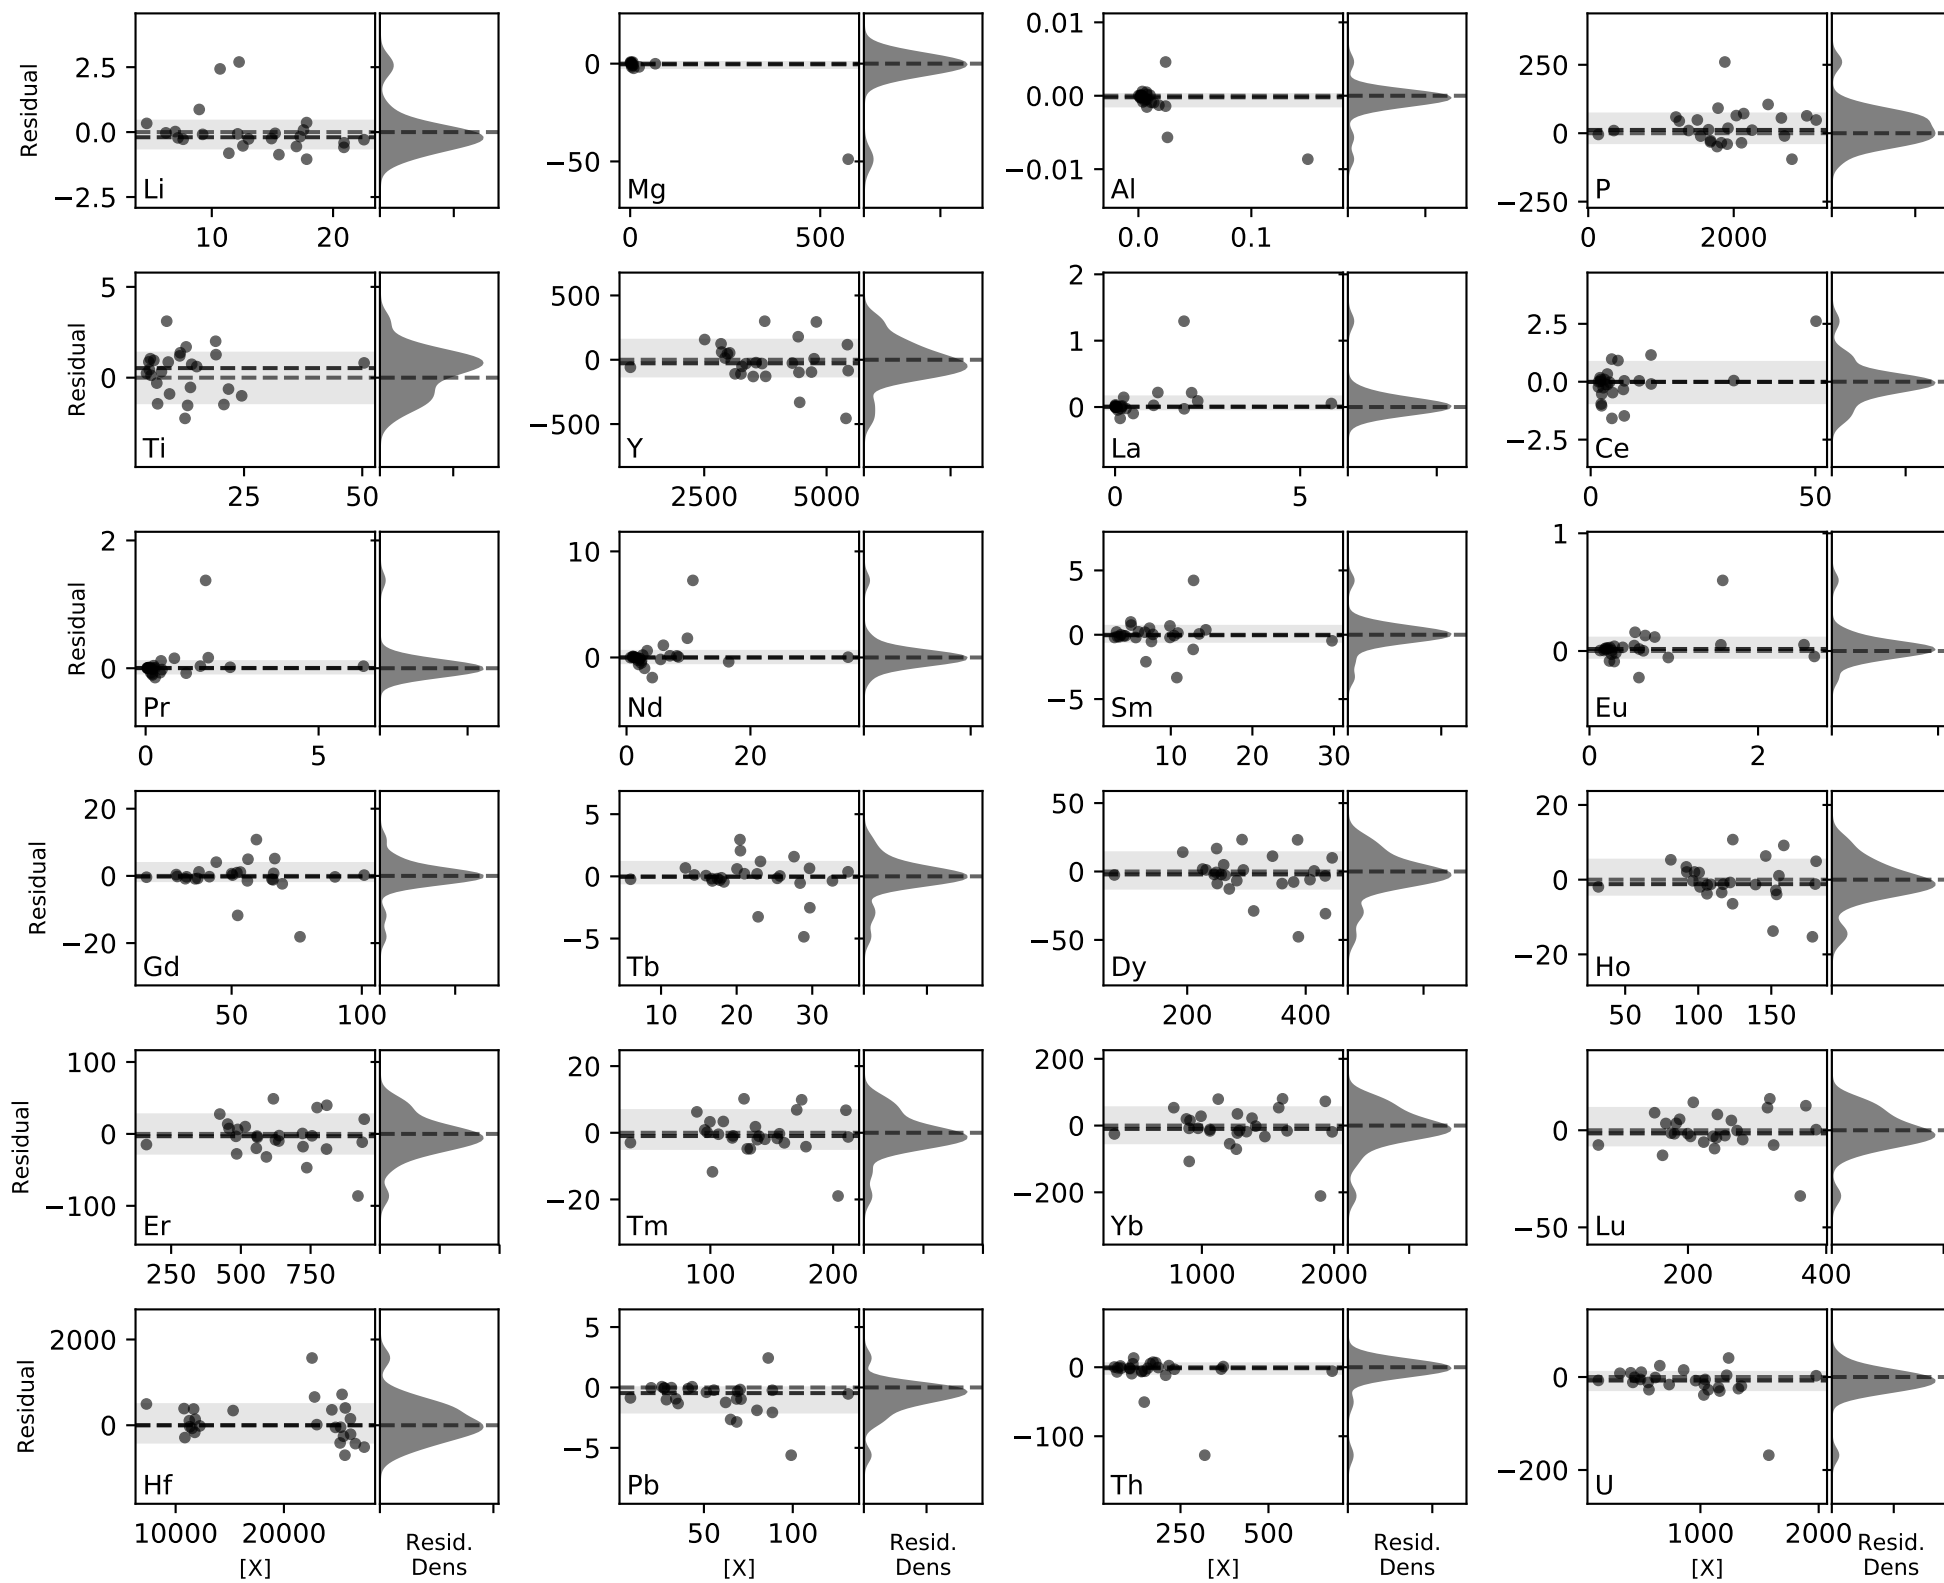 Residual
2.5
0.0
−2.5
Li
10 20
0
−50
Mg
0 500
0.01
0.00
−0.01
Al
0.0 0.1
250
0
−250
P
0 2000
Residual
5
0
Ti
25 50
500
0
−500
Y
2500 5000
2
1
0
La
0 5
2.5
0.0
−2.5
Ce
0 50
Residual
2
0
Pr
0 5
10
0
Nd
0 20
5
0
−5
Sm
10 20 30
1
0
Eu
0 2
Residual
20
0
−20
Gd
50 100
5
0
−5
Tb
10 20 30
50
0
−50
Dy
200 400
20
0
−20
Ho
50 100 150
Residual
100
0
−100
Er
250 500 750
20
0
−20
Tm
100 200
200
0
−200
Yb
1000 2000
0
−50
Lu
200 400
Residual
2000
0
Hf
10000 20000
[X]
Resid.
Dens
5
0
−5
Pb
50 100
[X]
Resid.
Dens
0
−100
Th
250 500
[X]
Resid.
Dens
0
−200
U
1000 2000
[X]
Resid.
Dens